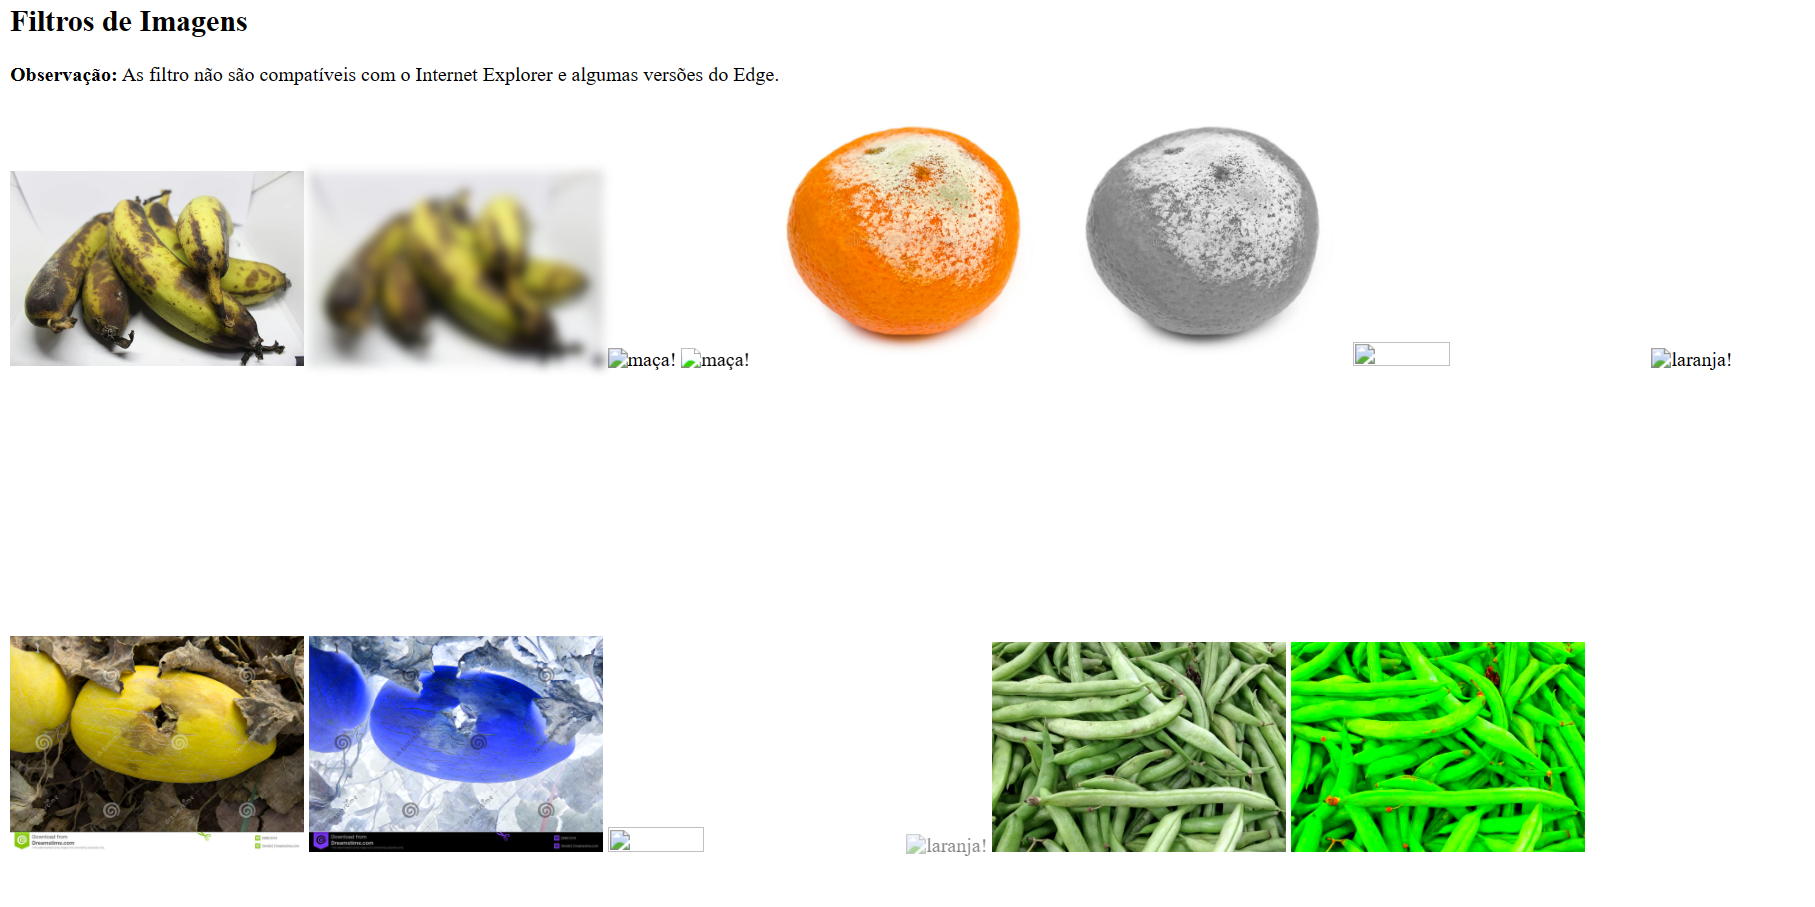 Filtros de Imagens
Observação: As filtro não são compatíveis com o Internet Explorer e algumas versões do Edge.
maça! maça! laranja!
Download from
Dreamstime.com
Download from
Dreamstime.com
laranja!